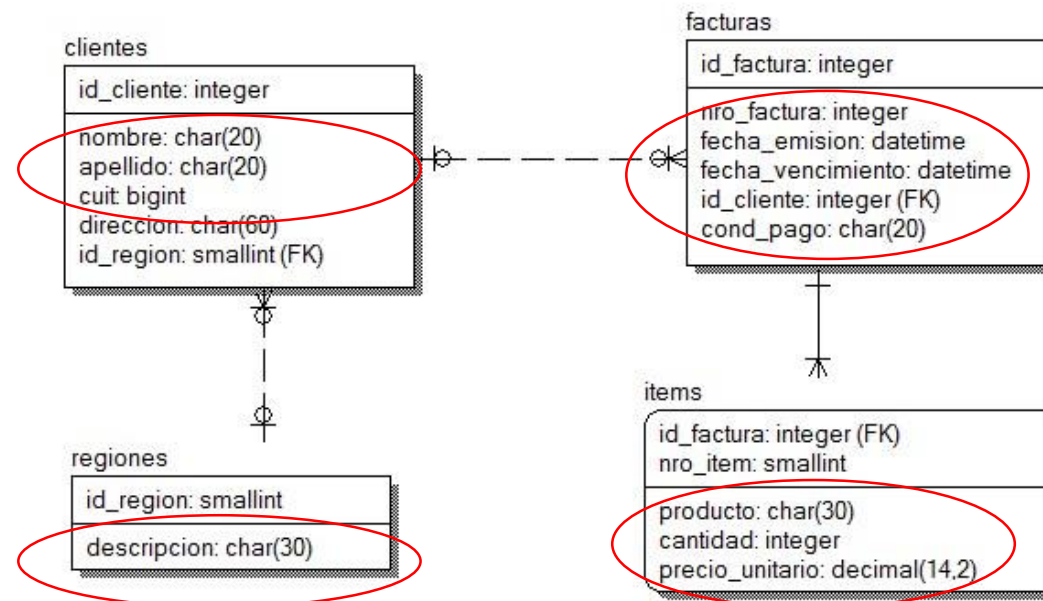 clientes
id_cliente: integer
nombre: char(20)
apellido: char(20)
cuit: bigint
direccion: char(60)
id_region: smallint (FK)
facturas
id_factura: integer
nro_factura: integer
fecha_emision: datetime
fecha_vencimiento: datetime
id_cliente: integer (FK)
cond_pago: char(20)
regiones
id_region: smallint
descripcion: char(30)
items
id_factura: integer (FK)
nro_item: smallint
producto: char(30)
cantidad: integer
precio_unitario: decimal(14,2)